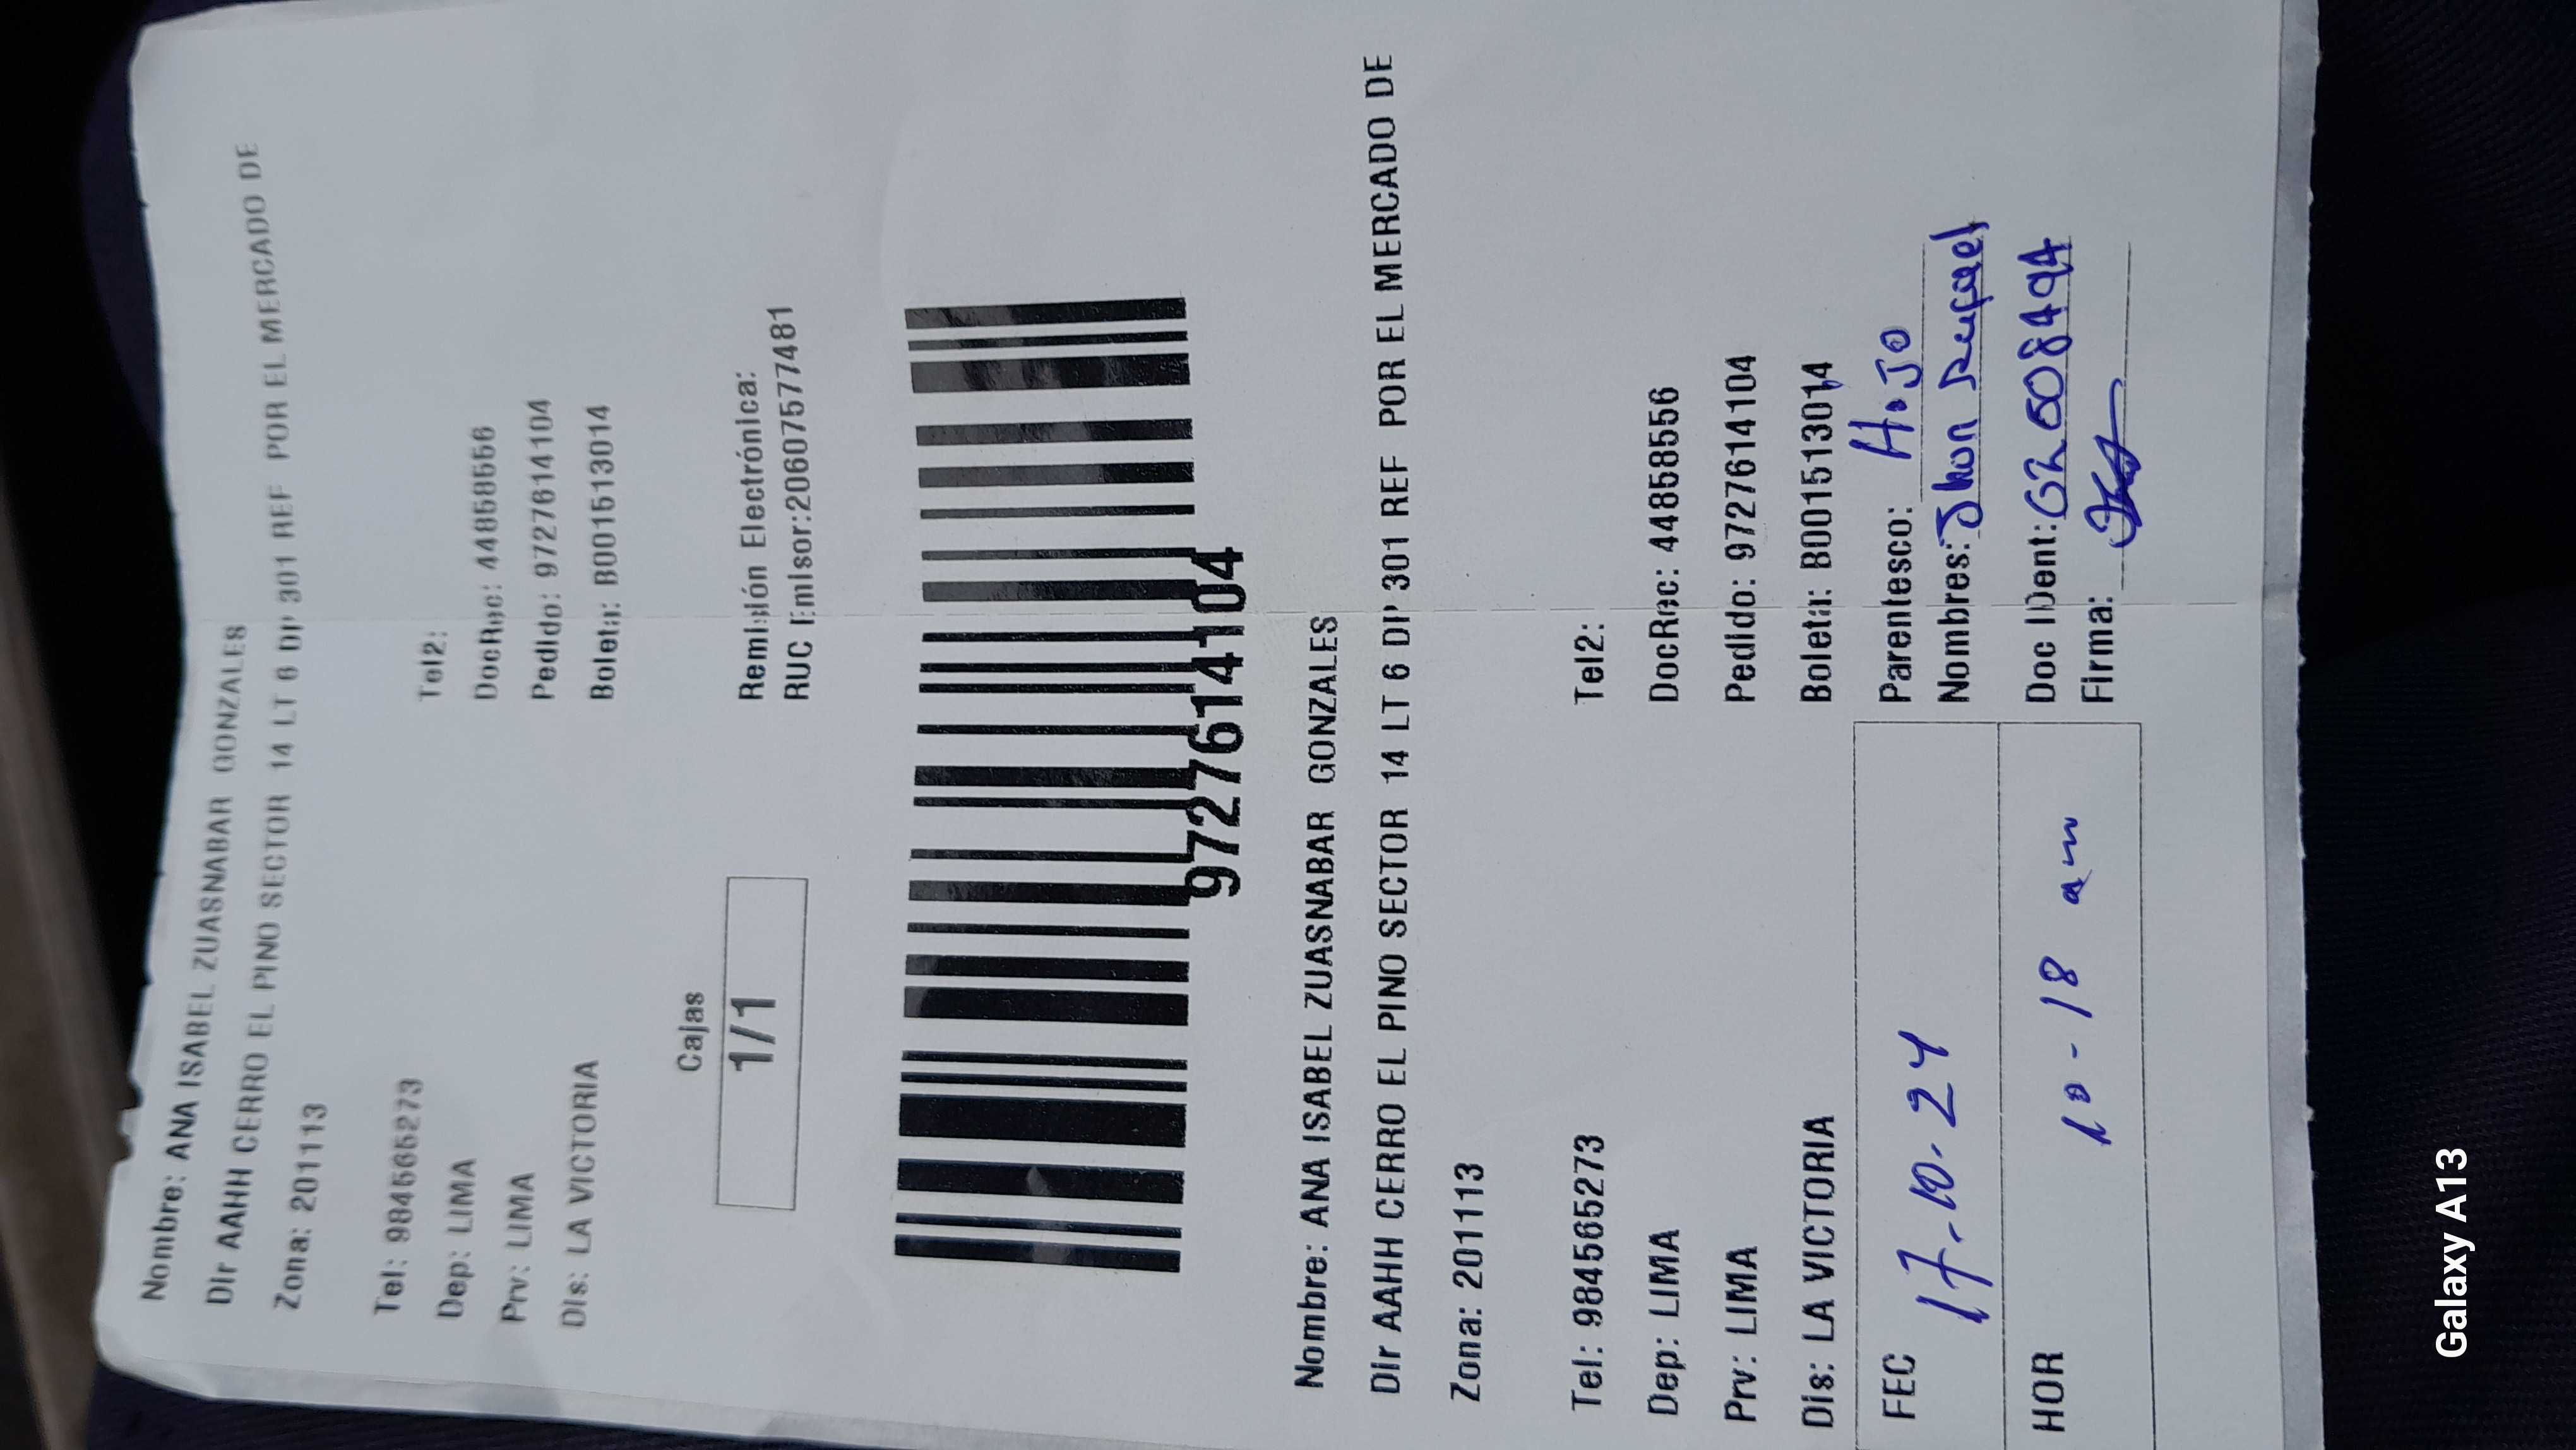 Nombre: ANA ISABEL ZUASNABAR GONZALES
Dir AAHH CERRO EL PINO SECTOR 14 LT 6 DP 301 REF POR EL MERCADO DE
Zona: 201113
Tel: 984565273 Tel2:
Dep: LIMA DocRec: 44858556
Prv: LIMA Pedido: 9727614104
Dis: LA VICTORIA Boleta: B001513014
Cajas
1/1
Remisión Electrónica:
RUC Emisor:20607577481
9727614104
Nombre: ANA ISABEL ZUASNABAR GONZALES
Dir AAHH CERRO EL PINO SECTOR 14 LT 6 DP 301 REF POR EL MERCADO DE
Zona: 201113
Tel: 984565273 Tel2:
Dep: LIMA DocRec: 44858556
Prv: LIMA Pedido: 9727614104
Dis: LA VICTORIA Boleta: B001513014
FEC 17-10-24
HOR 10-18 am
Parentesco: HiJO
Nombres: Jhon
Doc IDent:
Firma:
Galaxy A13